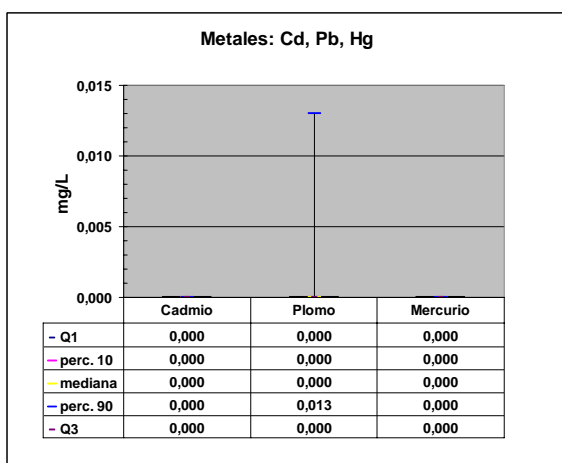 Metales: Cd, Pb, Hg
0,015
0,010
0,005
0,000
mg/L
Cadmio Plomo Mercurio
Q1 0,000 0,000 0,000
perc. 10 0,000 0,000 0,000
mediana 0,000 0,000 0,000
perc. 90 0,000 0,013 0,000
Q3 0,000 0,000 0,000